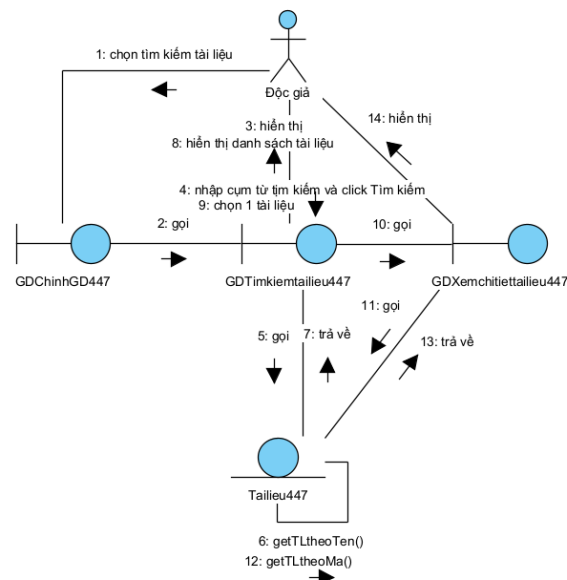 1: chọn tìm kiếm tài liệu
Độc giả
3: hiển thị
14: hiển thị
8: hiển thị danh sách tài liệu
4: nhập cụm từ tịm kiếm và click Tìm kiếm
9: chọn 1 tài liệu
2: gọi
10: gọi
GDChinhGD447
GDTimkiemtailieu447
GDXemchitiettailieu447
11: gọi
5: gọi
7: trả về
13: trả về
Tailieu447
6: getTLtheoTen()
12: getTLtheoMa()